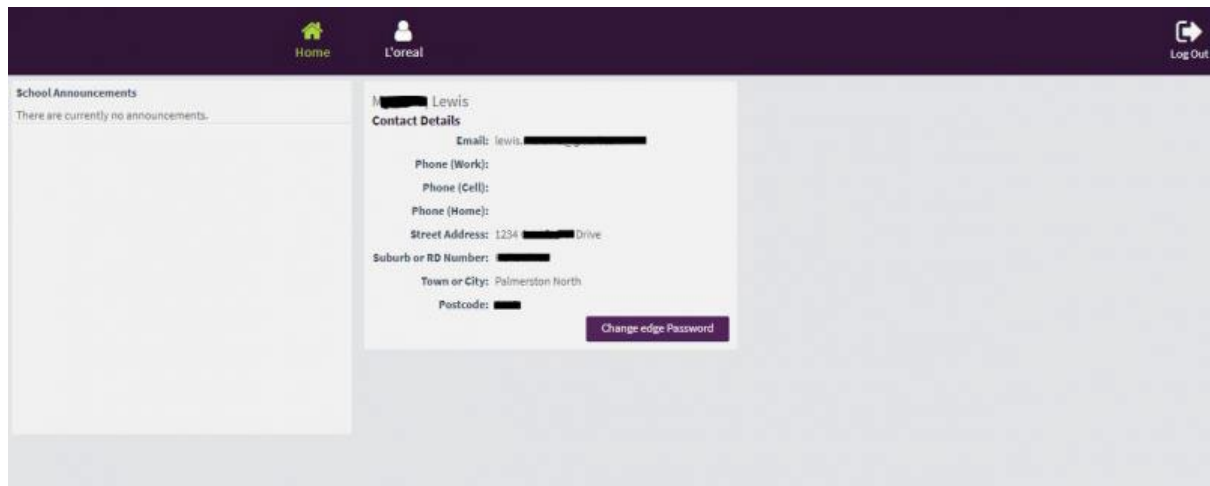 Home
L'oreal
Log Out
School Announcements
There are currently no announcements.
Lewis
Contact Details
Email: lewis.
Phone (Work):
Phone (Cell):
Phone (Home):
Street Address: 1234 Drive
Suburb or RD Number:
Town or City: Palmerston North
Postcode:
Change edge Password